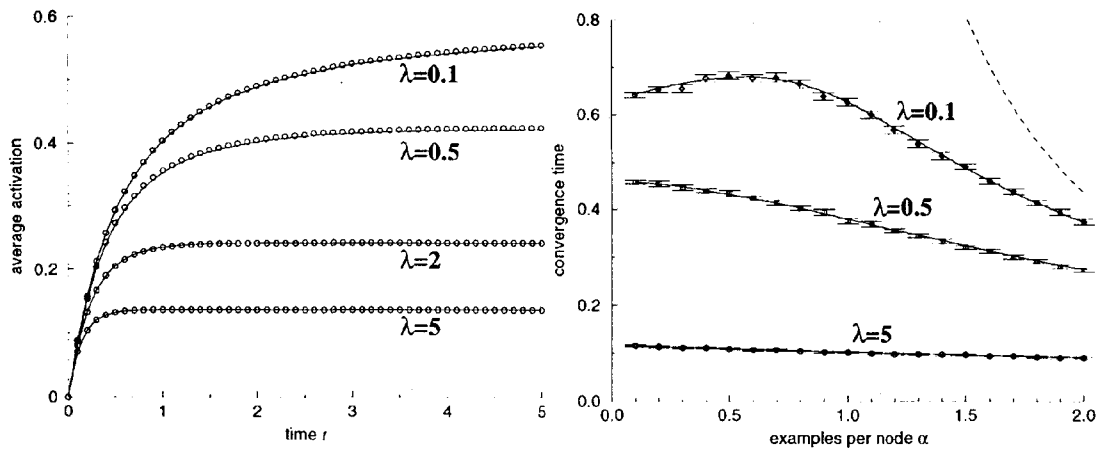 0.6
0.4
0.2
0
average activation
λ=0.1
λ=0.5
λ=2
λ=5
0
1
2
3
4
5
time t
0.8
0.6
0.4
0.2
0.0
convergence time
λ=0.1
λ=0.5
λ=5
0.0
0.5
1.0
1.5
2.0
examples per node α